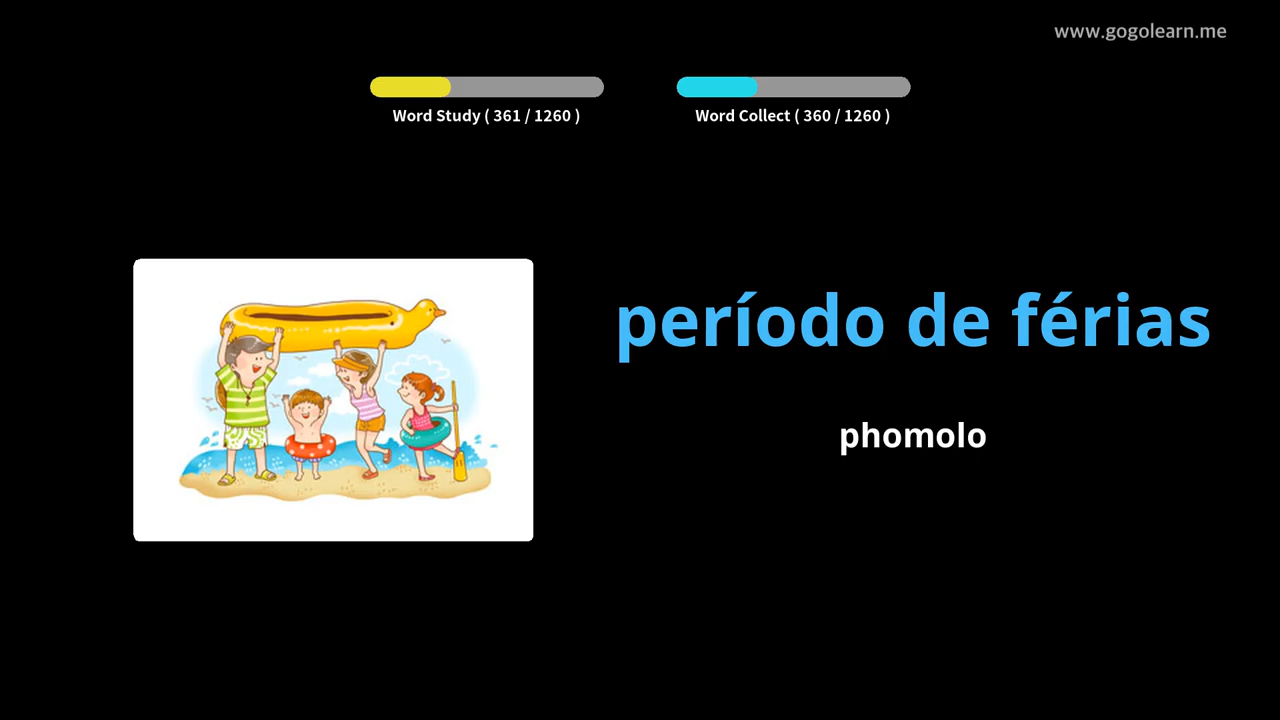 www.gogolearn.me
Word Study ( 361 / 1260 )
Word Collect ( 360 / 1260 )
período de férias
phomolo